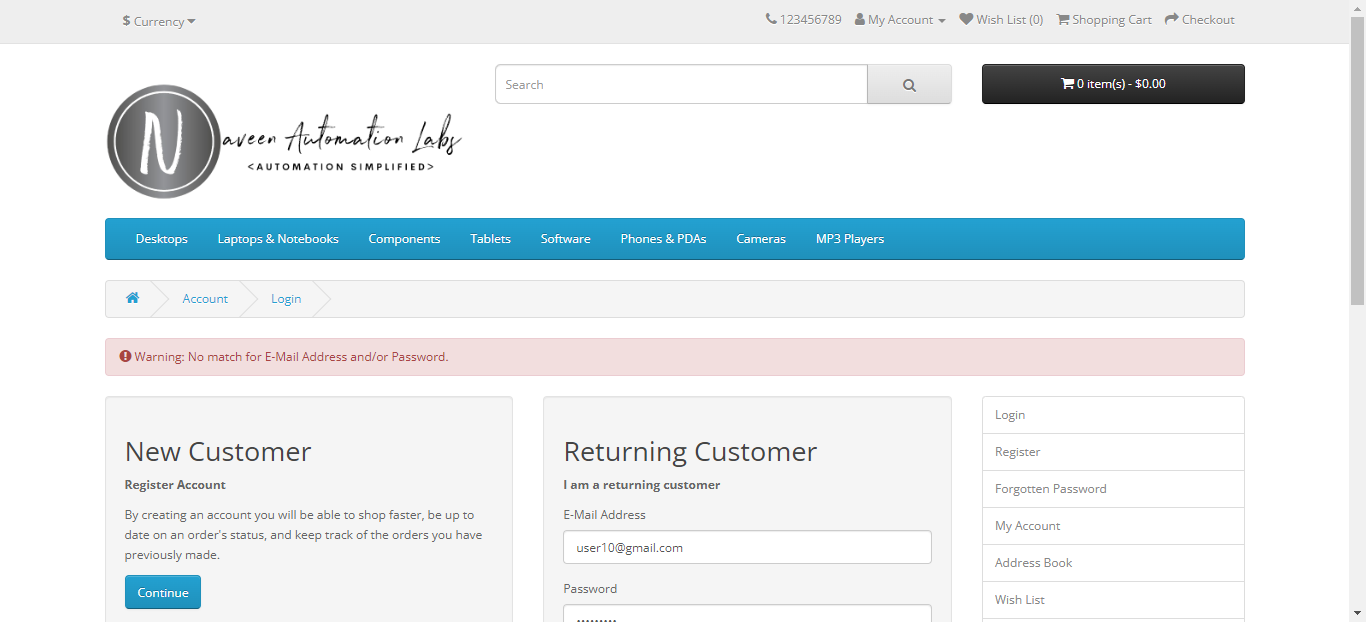 $ Currency
123456789 My Account Wish List (0) Shopping Cart Checkout
Search
0 item(s) - $0.00
Naveen Automation Labs
<AUTOMATION SIMPLIFIED>
Desktops Laptops & Notebooks Components Tablets Software Phones & PDAs Cameras MP3 Players
Account Login
Warning: No match for E-Mail Address and/or Password.
New Customer
Register Account
By creating an account you will be able to shop faster, be up to
date on an order's status, and keep track of the orders you have
previously made.
Continue
Returning Customer
I am a returning customer
E-Mail Address
user10@gmail.com
Password
Login
Register
Forgotten Password
My Account
Address Book
Wish List